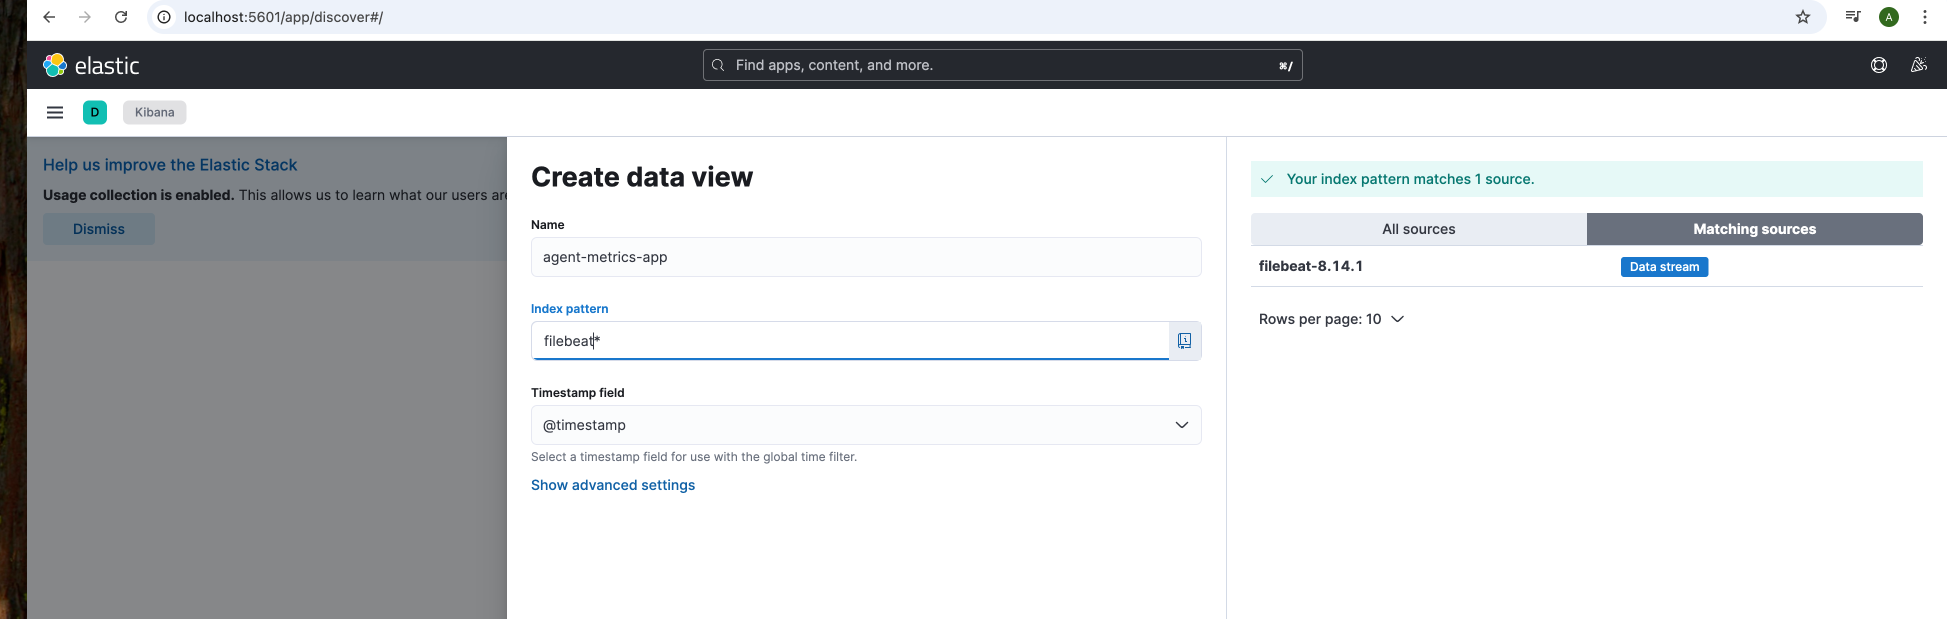 localhost:5601/app/discover#/
A
elastic
Find apps, content, and more.
⌘/
D
Kibana
Help us improve the Elastic Stack
Usage collection is enabled. This allows us to learn what our users are
Dismiss
Create data view
Name
agent-metrics-app
Index pattern
filebeat*
Timestamp field
@timestamp
Select a timestamp field for use with the global time filter.
Show advanced settings
Your index pattern matches 1 source.
All sources
Matching sources
filebeat-8.14.1
Data stream
Rows per page: 10